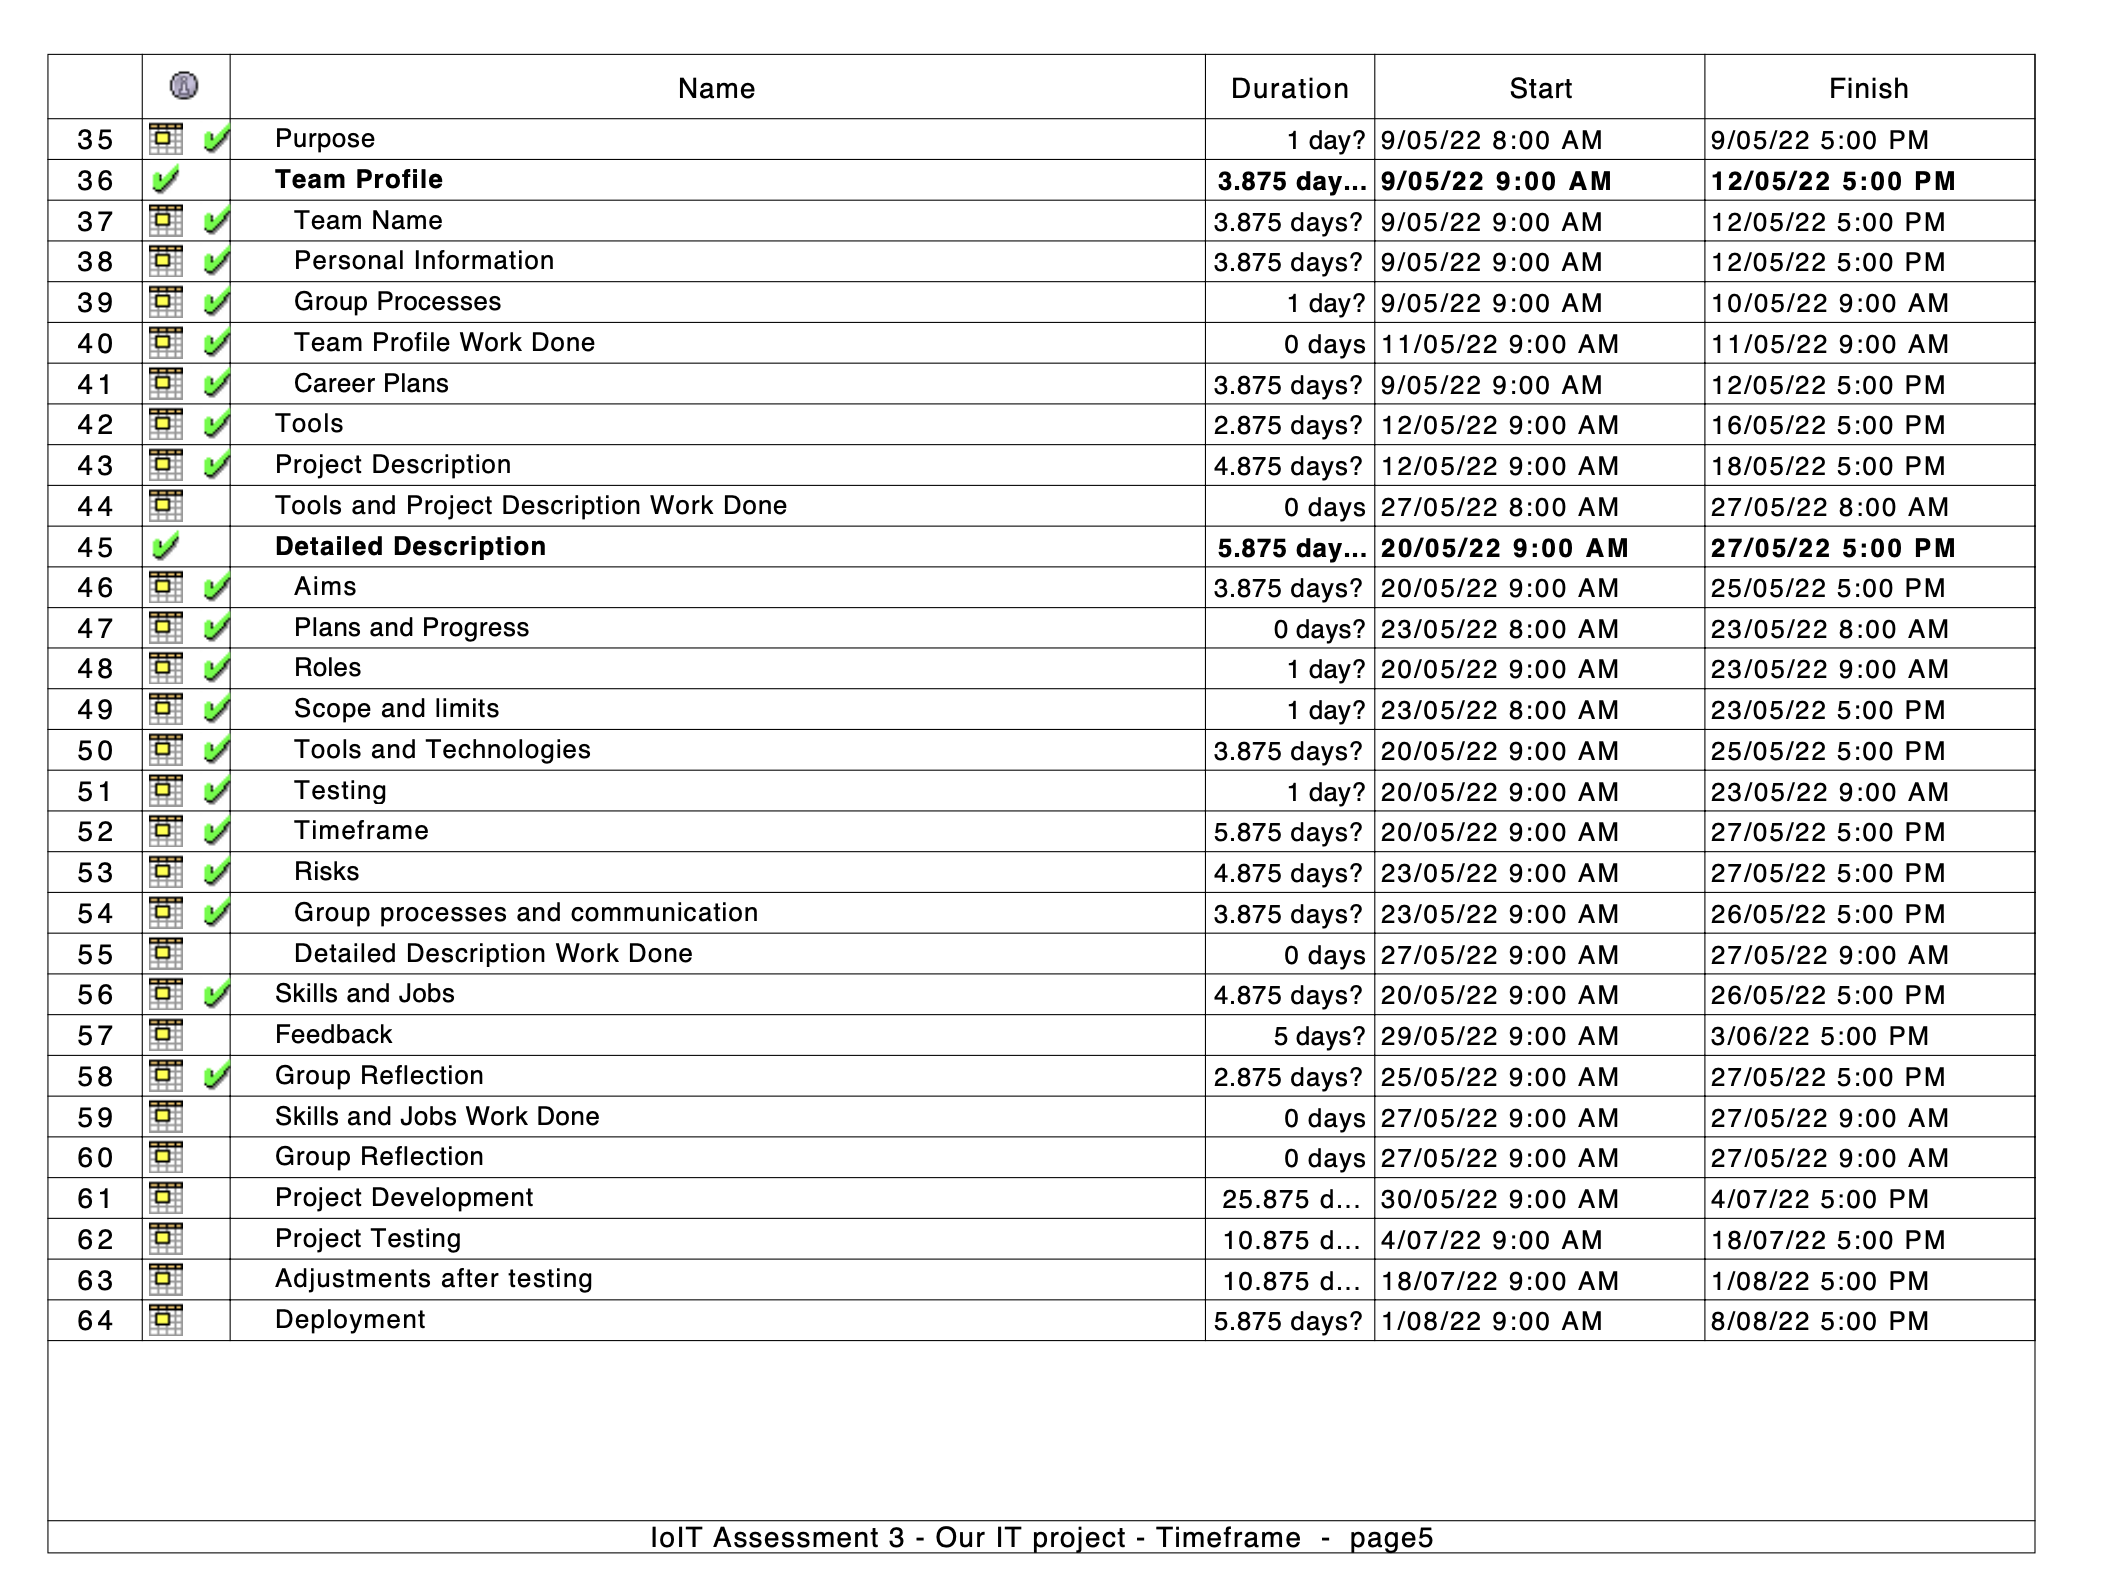 Name Duration Start Finish
35 Purpose 1 day? 9/05/22 8:00 AM 9/05/22 5:00 PM
36 Team Profile 3.875 day... 9/05/22 9:00 AM 12/05/22 5:00 PM
37 Team Name 3.875 days? 9/05/22 9:00 AM 12/05/22 5:00 PM
38 Personal Information 3.875 days? 9/05/22 9:00 AM 12/05/22 5:00 PM
39 Group Processes 1 day? 9/05/22 9:00 AM 10/05/22 9:00 AM
40 Team Profile Work Done 0 days 11/05/22 9:00 AM 11/05/22 9:00 AM
41 Career Plans 3.875 days? 9/05/22 9:00 AM 12/05/22 5:00 PM
42 Tools 2.875 days? 12/05/22 9:00 AM 16/05/22 5:00 PM
43 Project Description 4.875 days? 12/05/22 9:00 AM 18/05/22 5:00 PM
44 Tools and Project Description Work Done 0 days 27/05/22 8:00 AM 27/05/22 8:00 AM
45 Detailed Description 5.875 day... 20/05/22 9:00 AM 27/05/22 5:00 PM
46 Aims 3.875 days? 20/05/22 9:00 AM 25/05/22 5:00 PM
47 Plans and Progress 0 days? 23/05/22 8:00 AM 23/05/22 8:00 AM
48 Roles 1 day? 20/05/22 9:00 AM 23/05/22 9:00 AM
49 Scope and limits 1 day? 23/05/22 8:00 AM 23/05/22 5:00 PM
50 Tools and Technologies 3.875 days? 20/05/22 9:00 AM 25/05/22 5:00 PM
51 Testing 1 day? 20/05/22 9:00 AM 23/05/22 9:00 AM
52 Timeframe 5.875 days? 20/05/22 9:00 AM 27/05/22 5:00 PM
53 Risks 4.875 days? 23/05/22 9:00 AM 27/05/22 5:00 PM
54 Group processes and communication 3.875 days? 23/05/22 9:00 AM 26/05/22 5:00 PM
55 Detailed Description Work Done 0 days 27/05/22 9:00 AM 27/05/22 9:00 AM
56 Skills and Jobs 4.875 days? 20/05/22 9:00 AM 26/05/22 5:00 PM
57 Feedback 5 days? 29/05/22 9:00 AM 3/06/22 5:00 PM
58 Group Reflection 2.875 days? 25/05/22 9:00 AM 27/05/22 5:00 PM
59 Skills and Jobs Work Done 0 days 27/05/22 9:00 AM 27/05/22 9:00 AM
60 Group Reflection 0 days 27/05/22 9:00 AM 27/05/22 9:00 AM
61 Project Development 25.875 d... 30/05/22 9:00 AM 4/07/22 5:00 PM
62 Project Testing 10.875 d... 4/07/22 9:00 AM 18/07/22 5:00 PM
63 Adjustments after testing 10.875 d... 18/07/22 9:00 AM 1/08/22 5:00 PM
64 Deployment 5.875 days? 1/08/22 9:00 AM 8/08/22 5:00 PM
IoIT Assessment 3 - Our IT project - Timeframe - page5